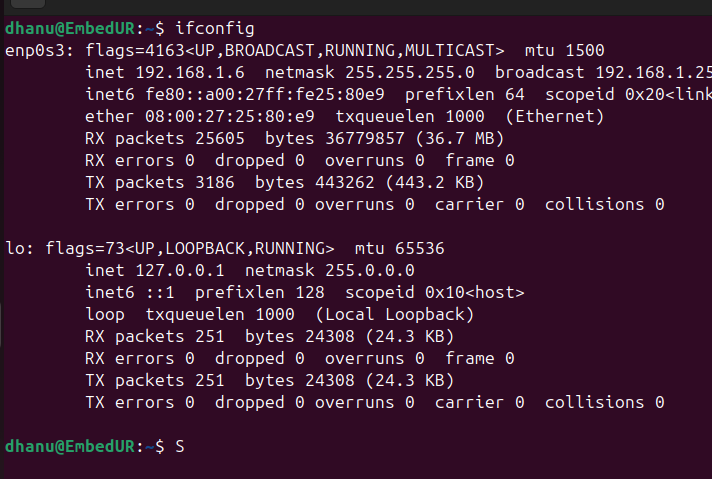 dhanu@EmbedUR:~$ ifconfig
enp0s3: flags=4163<UP,BROADCAST,RUNNING,MULTICAST>  mtu 1500
        inet 192.168.1.6  netmask 255.255.255.0  broadcast 192.168.1.25
        inet6 fe80::a00:27ff:fe25:80e9  prefixlen 64  scopeid 0x20<link
        ether 08:00:27:25:80:e9  txqueuelen 1000  (Ethernet)
        RX packets 25605  bytes 36779857 (36.7 MB)
        RX errors 0  dropped 0  overruns 0  frame 0
        TX packets 3186  bytes 443262 (443.2 KB)
        TX errors 0  dropped 0 overruns 0  carrier 0  collisions 0

lo: flags=73<UP,LOOPBACK,RUNNING>  mtu 65536
        inet 127.0.0.1  netmask 255.0.0.0
        inet6 ::1  prefixlen 128  scopeid 0x10<host>
        loop  txqueuelen 1000  (Local Loopback)
        RX packets 251  bytes 24308 (24.3 KB)
        RX errors 0  dropped 0  overruns 0  frame 0
        TX packets 251  bytes 24308 (24.3 KB)
        TX errors 0  dropped 0 overruns 0  carrier 0  collisions 0

dhanu@EmbedUR:~$ S